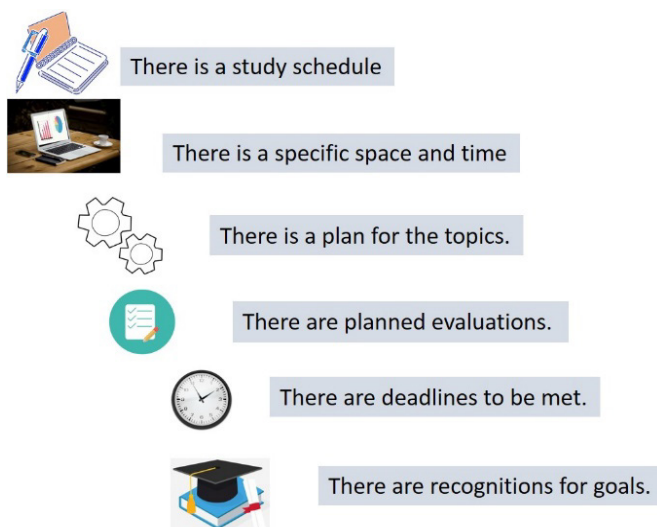 There is a study schedule
There is a specific space and time
There is a plan for the topics.
There are planned evaluations.
There are deadlines to be met.
There are recognitions for goals.